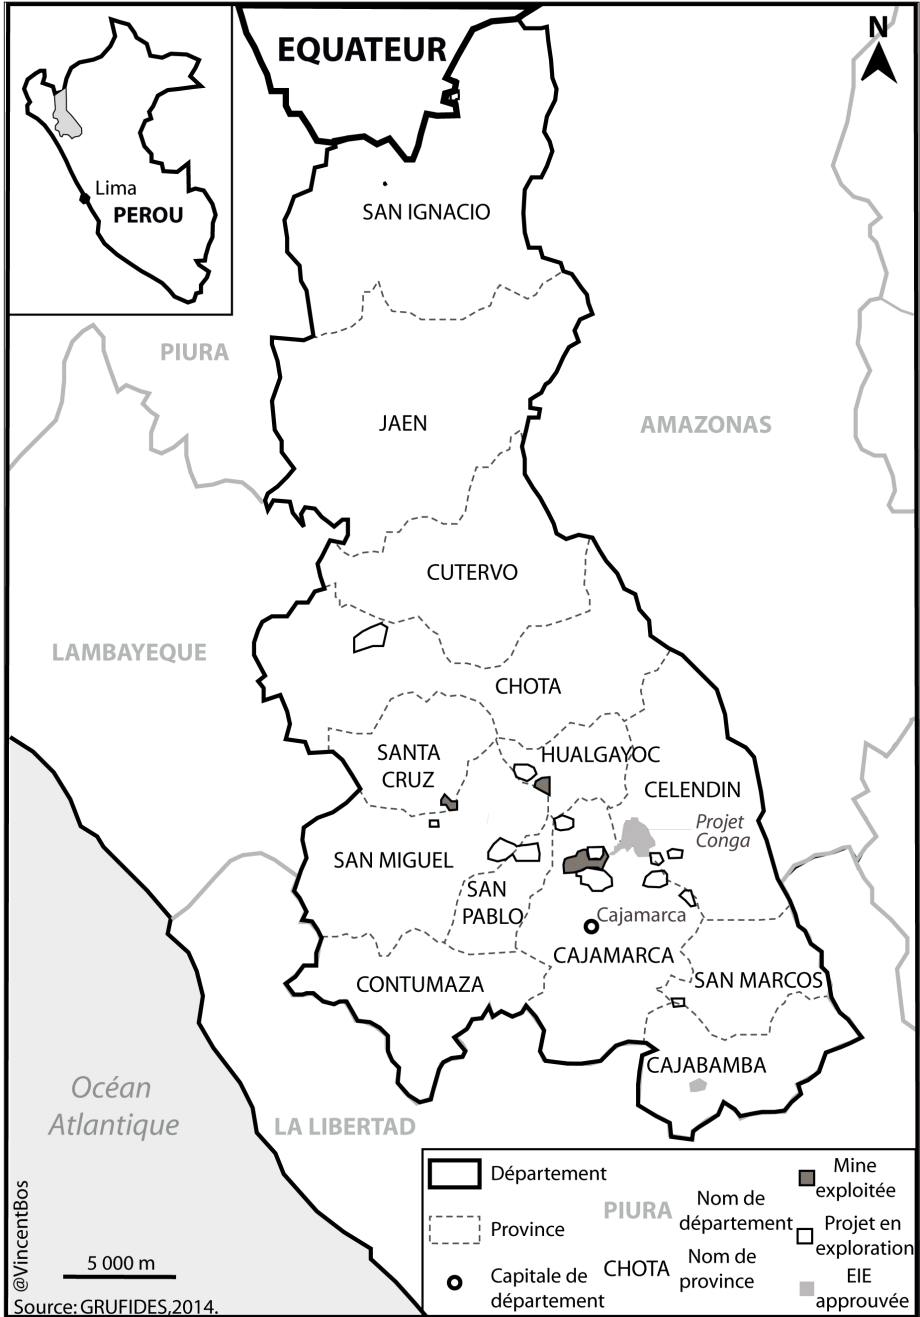 EQUATEUR
N
Lima
PEROU
SAN IGNACIO
PIURA
JAEN
AMAZONAS
CUTERVO
LAMBAYEQUE
CHOTA
SANTA
CRUZ
HUALGAYOC
CELENDIN
Projet
Conga
SAN MIGUEL
SAN
PABLO
Cajamarca
CAJAMARCA
CONTUMAZA
SAN MARCOS
CAJABAMBA
Océan
Atlantique
LA LIBERTAD
@VincentBos
5 000 m
Source: GRUFIDES,2014.
Département
Province
Capitale de
département
PIURA
Nom de
département
CHOTA
Nom de
province
Mine
exploitée
Projet en
exploration
EIE
approuvée